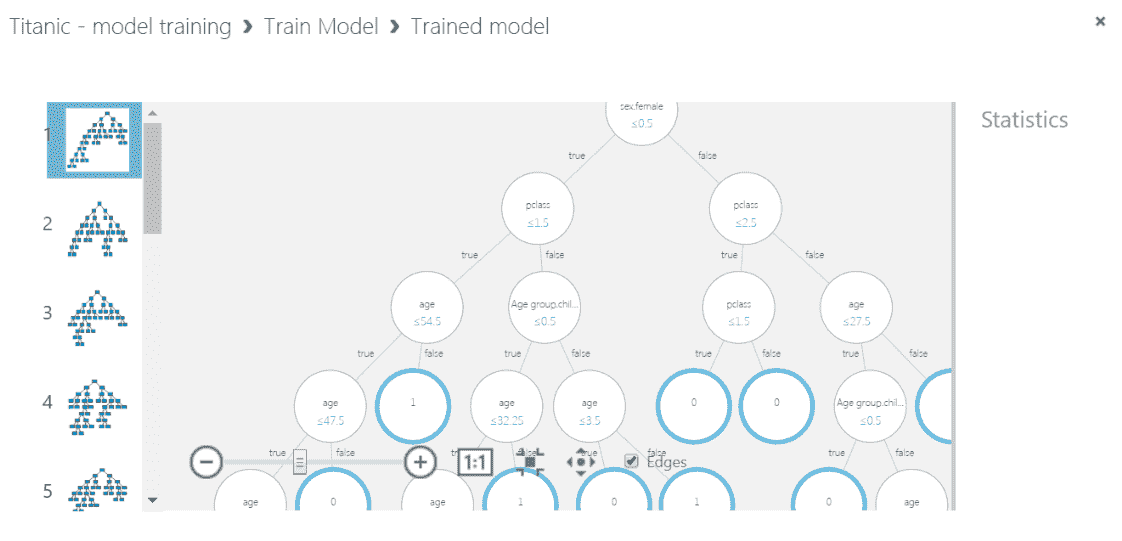 Titanic - model training ❯ Train Model ❯ Trained model
×
Statistics
1
2
3
4
5
sex.female
≤0.5
true
false
pclass
≤1.5
pclass
≤2.5
true
false
true
false
age
≤54.5
Age group.chil...
≤0.5
pclass
≤1.5
age
≤27.5
true
false
true
false
true
false
true
false
age
≤47.5
1
age
≤32.25
age
≤3.5
0
0
Age group.chil...
≤0.5
true
false
true
false
1:1
Edges
age
0
age
1
0
1
0
age